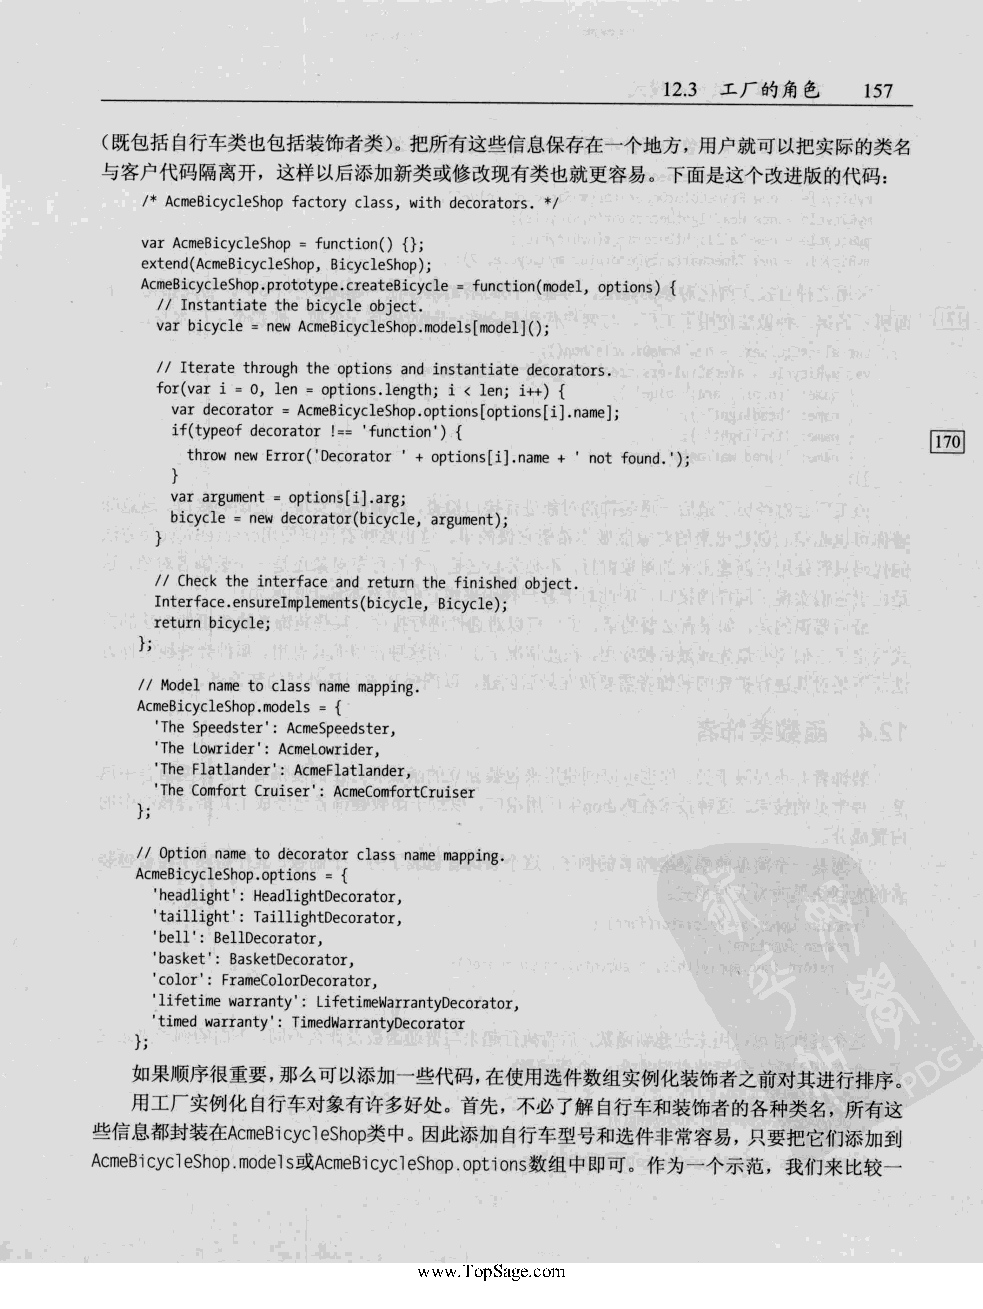 12.3 工厂的角色 157
（既包括自行车类也包括装饰者类）。把所有这些信息保存在一个地方，用户就可以把实际的类名
与客户代码隔离开，这样以后添加新类或修改现有类也就更容易。下面是这个改进版的代码：
/* AcmeBicycleShop factory class, with decorators. */
var AcmeBicycleShop = function() {};
extend(AcmeBicycleShop, BicycleShop);
AcmeBicycleShop.prototype.createBicycle = function(model, options) {
// Instantiate the bicycle object.
var bicycle = new AcmeBicycleShop.models[model]();
// Iterate through the options and instantiate decorators.
for(var i = 0, len = options.length; i < len; i++) {
var decorator = AcmeBicycleShop.options[options[i].name];
if(typeof decorator !== 'function') {
throw new Error('Decorator ' + options[i].name + ' not found.');
}
170
var argument = options[i].arg;
bicycle = new decorator(bicycle, argument);
}
// Check the interface and return the finished object.
Interface.ensureImplements(bicycle, Bicycle);
return bicycle;
};
// Model name to class name mapping.
AcmeBicycleShop.models = {
'The Speedster': AcmeSpeedster,
'The Lowrider': AcmeLowrider,
'The Flatlander': AcmeFlatlander,
'The Comfort Cruiser': AcmeComfortCruiser
};
// Option name to decorator class name mapping.
AcmeBicycleShop.options = {
'headlight': HeadlightDecorator,
'taillight': TaillightDecorator,
'bell': BellDecorator,
'basket': BasketDecorator,
'color': FrameColorDecorator,
'lifetime warranty': LifetimeWarrantyDecorator,
'timed warranty': TimedWarrantyDecorator
};
如果顺序很重要，那么可以添加一些代码，在使用选件数组实例化装饰者之前对其进行排序。
用工厂实例化自行车对象有许多好处。首先，不必了解自行车和装饰者的各种类名，所有这
些信息都封装在AcmeBicycleShop类中。因此添加自行车型号和选件非常容易，只要把它们添加到
AcmeBicycleShop.models或AcmeBicycleShop.options数组中即可。作为一个示范，我们来比较一
PDG
www.TopSage.com